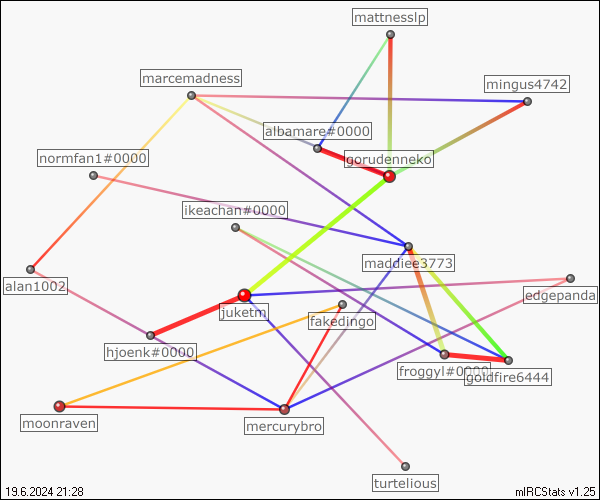 mattnesslp
marcemadness
mingus4742
albamare#0000
gorudenneko
normfan1#0000
ikeachan#0000
maddiee3773
alan1002
edgepanda
juketm
fakedingo
hjoenk#0000
froggyl#0000
goldfire6444
moonraven
mercurybro
turtelious
19.6.2024 21:28
mIRCStats v1.25